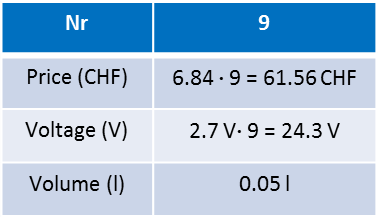 Nr 9
Price (CHF) 6.84 · 9 = 61.56 CHF
Voltage (V) 2.7 V· 9 = 24.3 V
Volume (l) 0.05 l